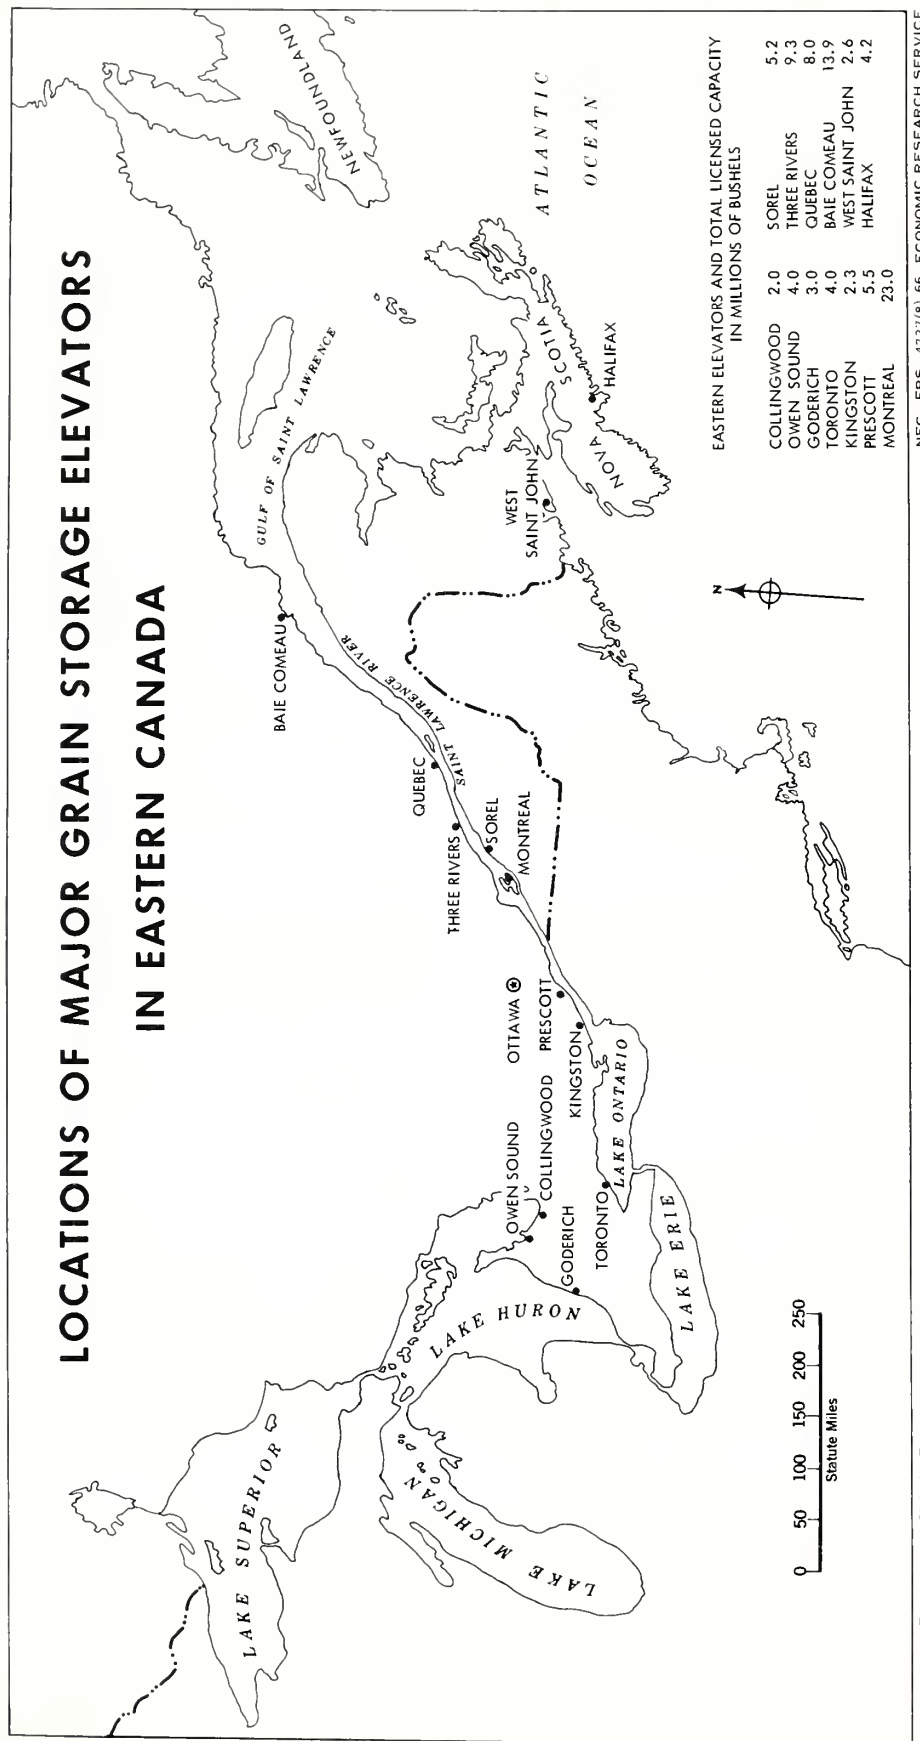 LOCATIONS OF MAJOR GRAIN STORAGE ELEVATORS
IN EASTERN CANADA
NEWFOUNDLAND
ATLANTIC
OCEAN
GULF OF SAINT LAWRENCE
BAIE COMEAU
SAINT LAWRENCE RIVER
QUEBEC
THREE RIVERS
SOREL
MONTREAL
WEST
SAINT JOHN
NOVA SCOTIA
HALIFAX
OTTAWA
PRESCOTT
KINGSTON
OWEN SOUND
COLLINGWOOD
GODERICH
TORONTO
LAKE ONTARIO
LAKE ERIE
LAKE HURON
LAKE SUPERIOR
LAKE MICHIGAN
N
0 50 100 150 200 250
Statute Miles
EASTERN ELEVATORS AND TOTAL LICENSED CAPACITY
IN MILLIONS OF BUSHELS
COLLINGWOOD 2.0 SOREL 5.2
OWEN SOUND 4.0 THREE RIVERS 9.3
GODERICH 3.0 QUEBEC 8.0
TORONTO 4.0 BAIE COMEAU 13.9
KINGSTON 2.3 WEST SAINT JOHN 2.6
PRESCOTT 5.5 HALIFAX 4.2
MONTREAL 23.0
ECONOMIC RESEARCH SERVICE